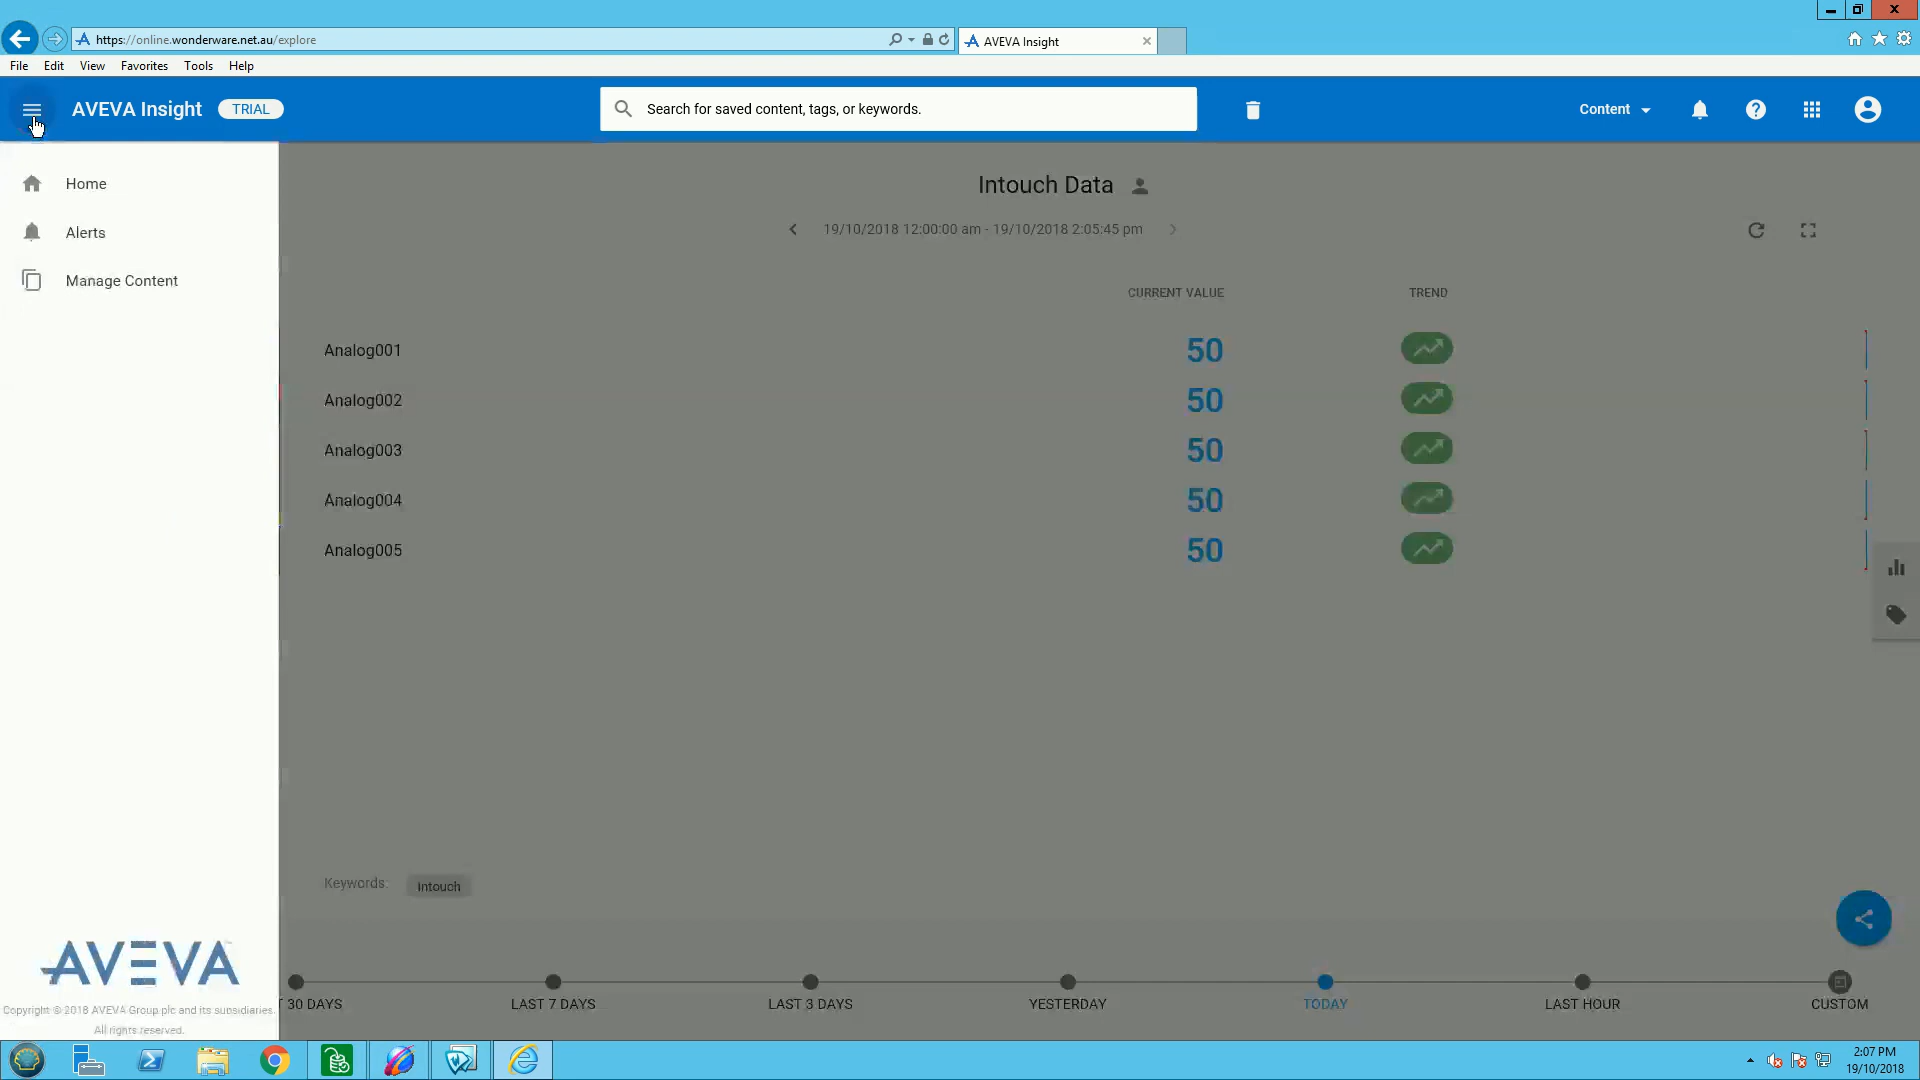 https://online.wonderware.net.au/explore
AVEVA Insight
File Edit View Favorites Tools Help
AVEVA Insight TRIAL
Search for saved content, tags, or keywords.
Content
Home
Alerts
Manage Content
Intouch Data
19/10/2018 12:00:00 am - 19/10/2018 2:05:45 pm
CURRENT VALUE TREND
Analog001 50
Analog002 50
Analog003 50
Analog004 50
Analog005 50
Keywords: Intouch
AVEVA
Copyright © 2018 AVEVA Group plc and its susidiaries.
All rights reserved.
T 30 DAYS LAST 7 DAYS LAST 3 DAYS YESTERDAY TODAY LAST HOUR CUSTOM
2:07 PM
19/10/2018